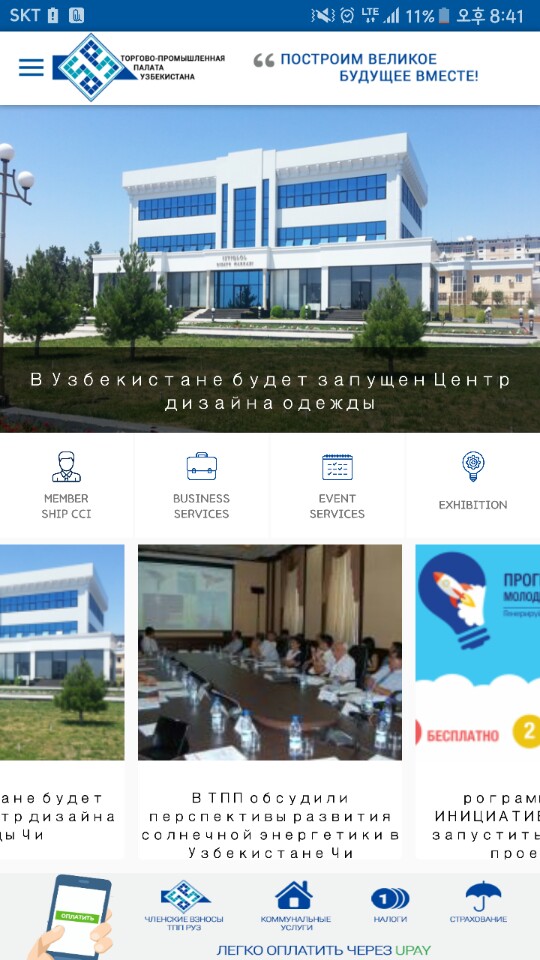 SKT
LTE
11%
오후 8:41
ТОРГОВО-ПРОМЫШЛЕННАЯ
ПАЛАТА
УЗБЕКИСТАНА
“ ПОСТРОИМ ВЕЛИКОЕ
БУДУЩЕЕ ВМЕСТЕ!
В Узбекистане будет запущен Центр
дизайна одежды
MEMBER
SHIP CCI
BUSINESS
SERVICES
EVENT
SERVICES
EXHIBITION
ПРОГ
МОЛОД
Генериру
БЕСПЛАТНО
2
ане будет
тр дизайна
ды Чи
В ТПП обсудили
перспективы развития
солнечной энергетики в
Узбекистане Чи
рограм
ИНИЦИАТИВ
запустить
прое
ОПЛАТИТЬ
ЧЛЕНСКИЕ ВЗНОСЫ
ТПП РУЗ
КОММУНАЛЬНЫЕ
УСЛУГИ
НАЛОГИ
СТРАХОВАНИЕ
ЛЕГКО ОПЛАТИТЬ ЧЕРЕЗ UPAY